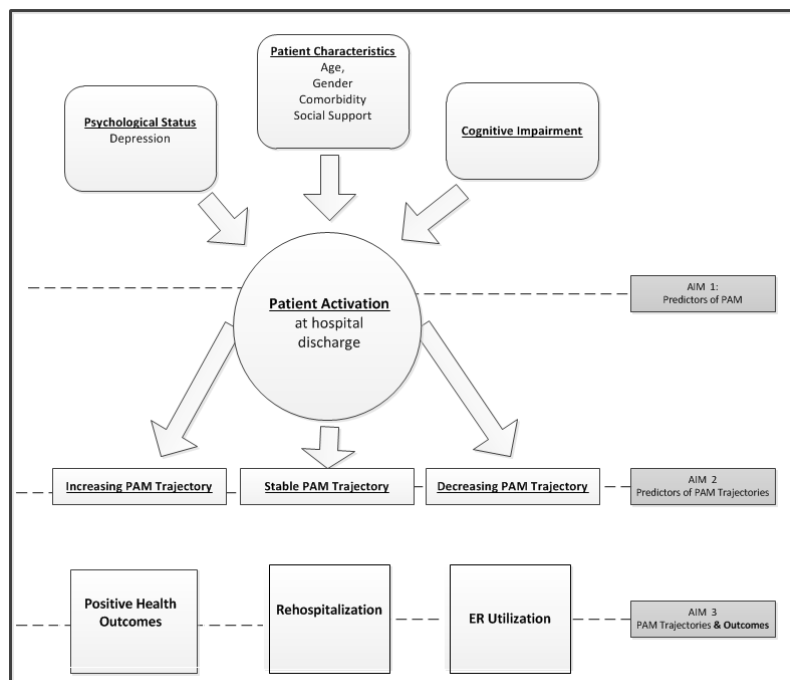 Patient Characteristics
Age,
Gender
Comorbidity
Social Support
Psychological Status
Depression
Cognitive Impairment
Patient Activation
at hospital
discharge
AIM 1:
Predictors of PAM
Increasing PAM Trajectory
Stable PAM Trajectory
Decreasing PAM Trajectory
AIM 2
Predictors of PAM Trajectories
Positive Health
Outcomes
Rehospitalization
ER Utilization
AIM 3
PAM Trajectories & Outcomes